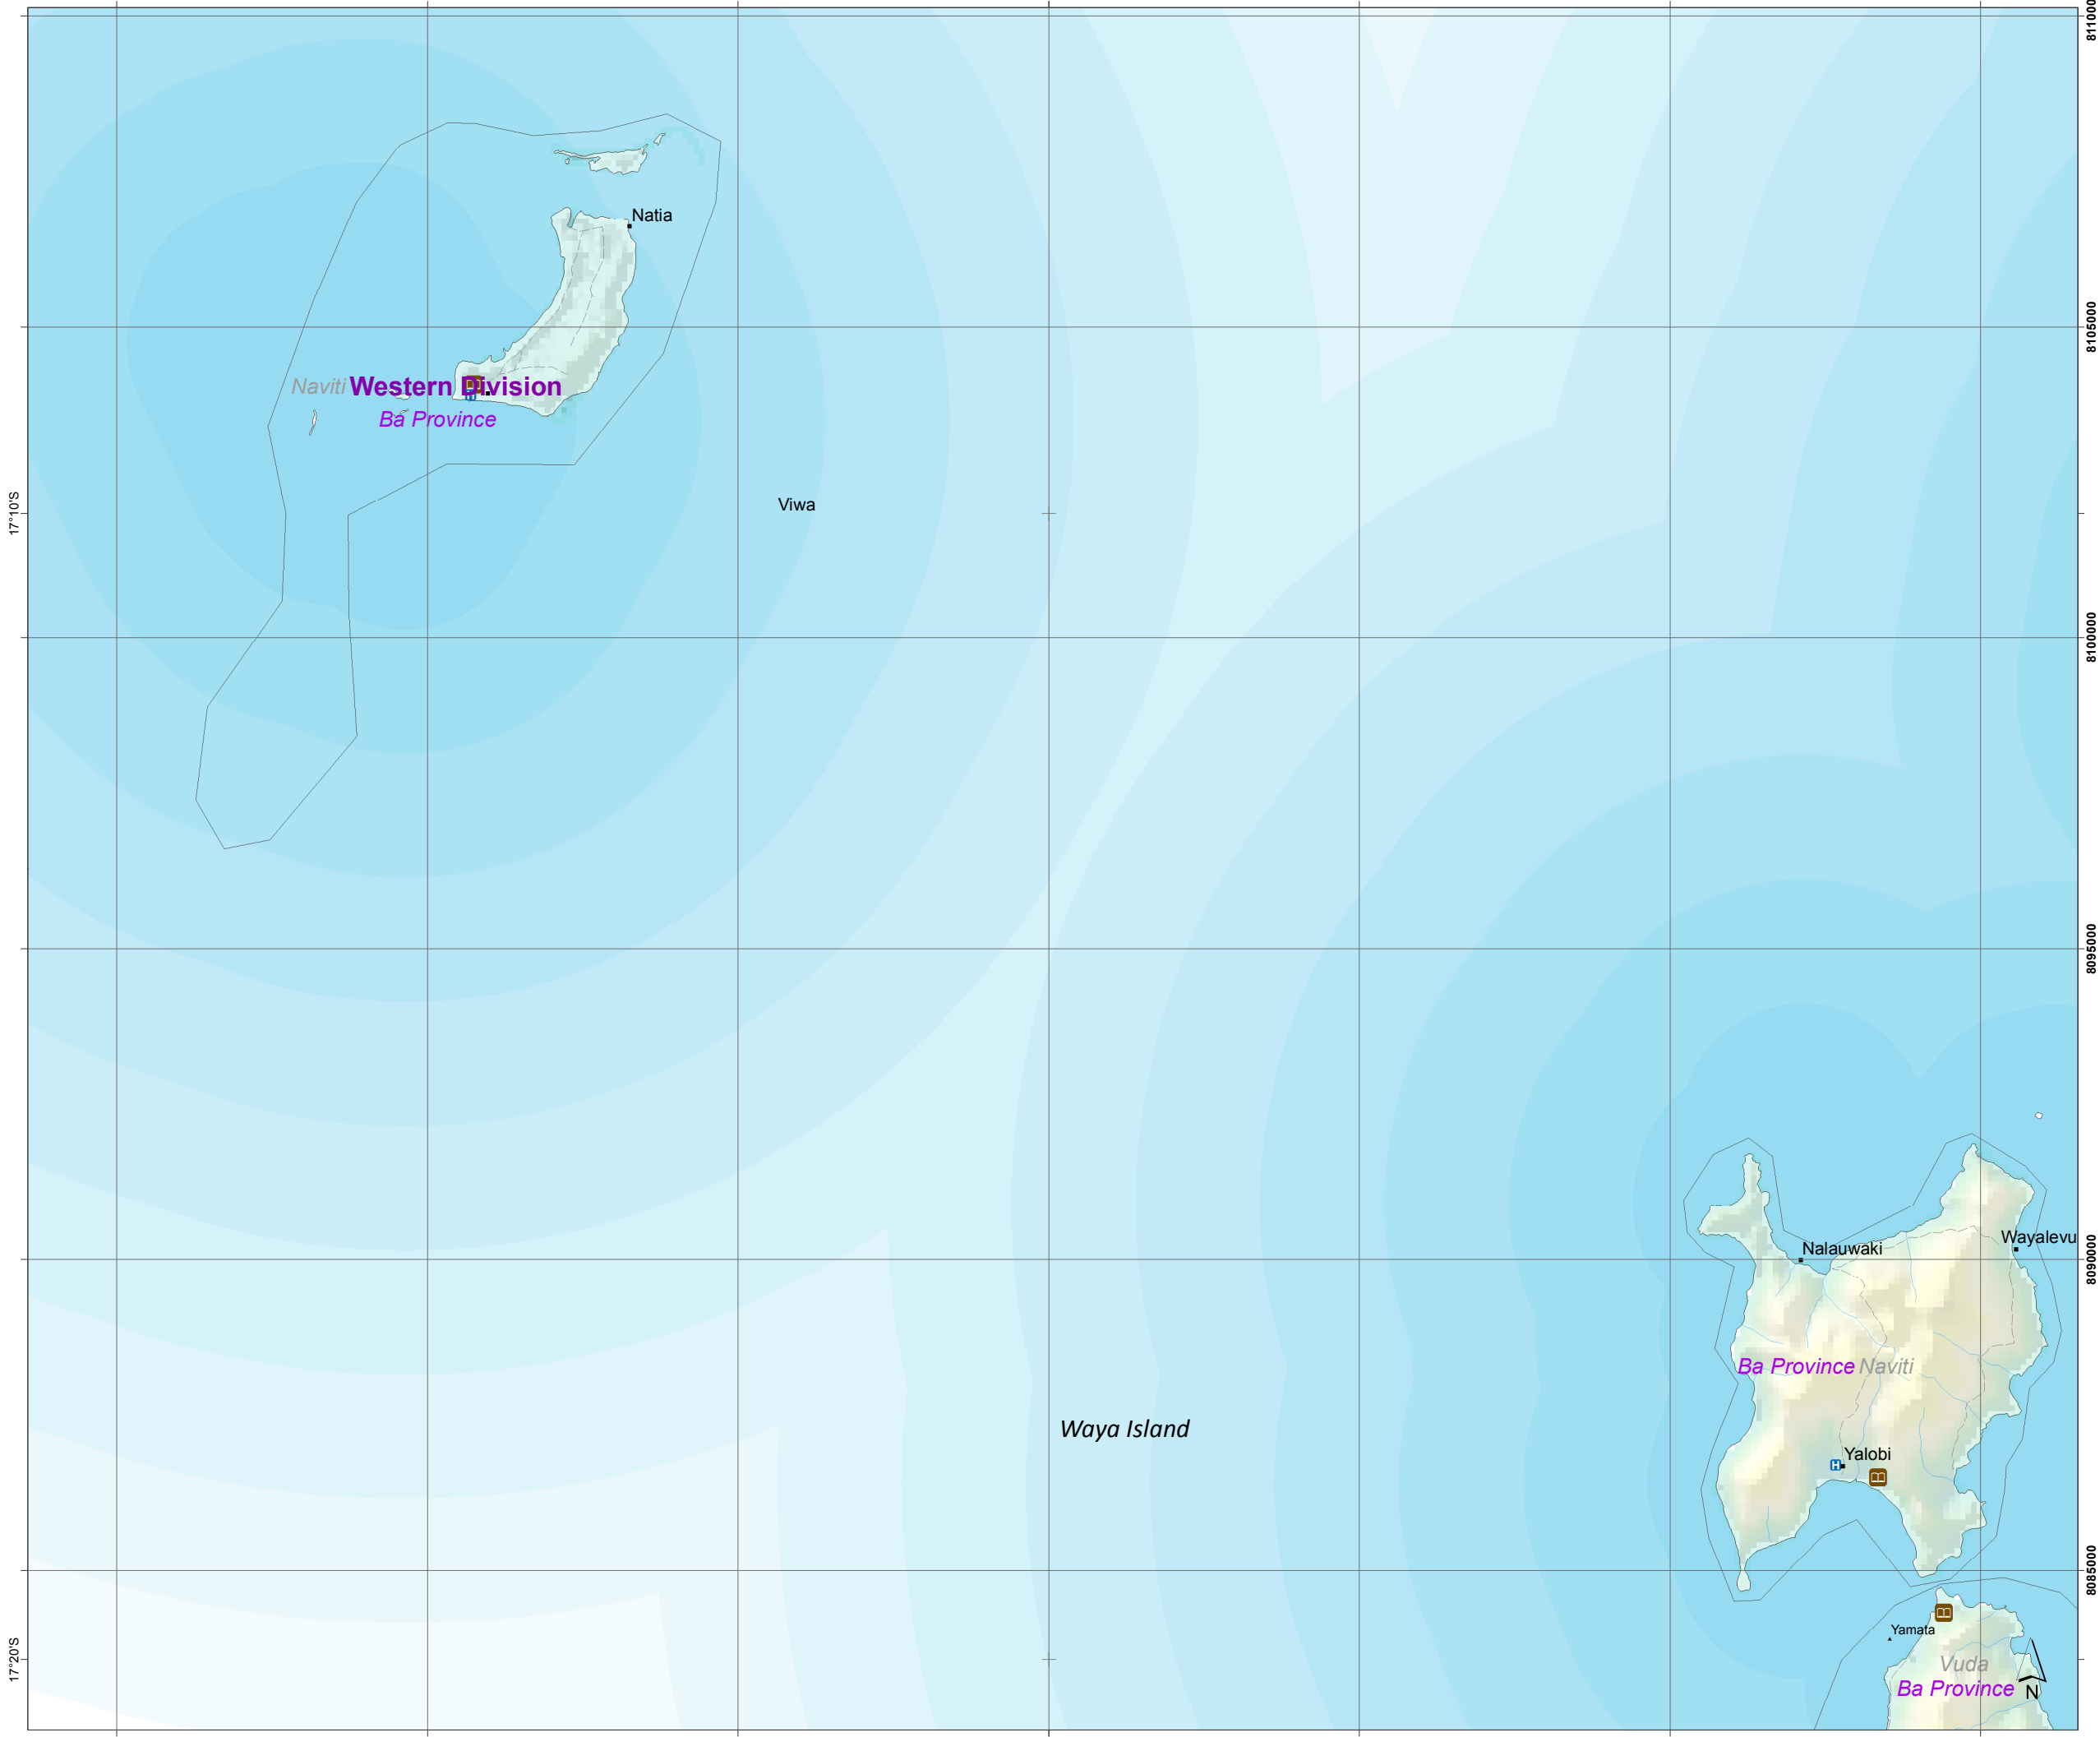 8110000
Natia
8105000
Naviti Western Division
Ba Province
Viwa
17°10'S
8100000
8095000
Wayalevu
Nalauwaki
8090000
Ba Province Naviti
Waya Island
Yalobi
8085000
Yamata
17°20'S
Vuda
Ba Province
N
H
H